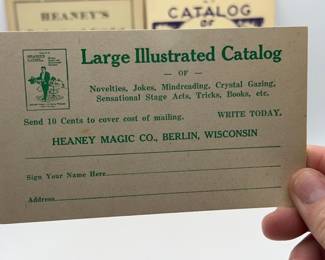 HEANEY'S
CATALOG
OF
Large Illustrated Catalog
— OF —
Novelties, Jokes, Mindreading, Crystal Gazing,
Sensational Stage Acts, Tricks, Books, etc.
Send 10 Cents to cover cost of mailing. WRITE TODAY.
HEANEY MAGIC CO., BERLIN, WISCONSIN
Sign Your Name Here
Address